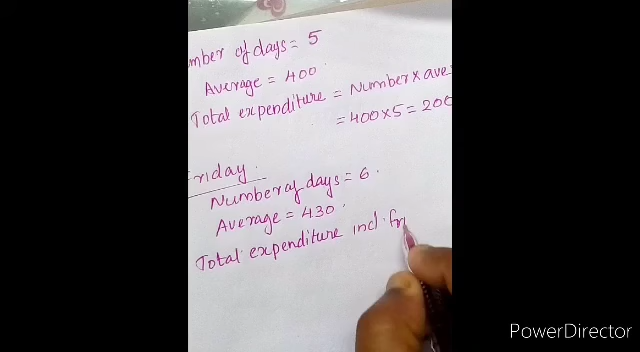 mber of days = 5
Average = 400
Total expenditure = Number x ave
= 400 x 5 = 200
Friday.
Number of days = 6.
Average = 430.
Total expenditure incl. fr
PowerDirector